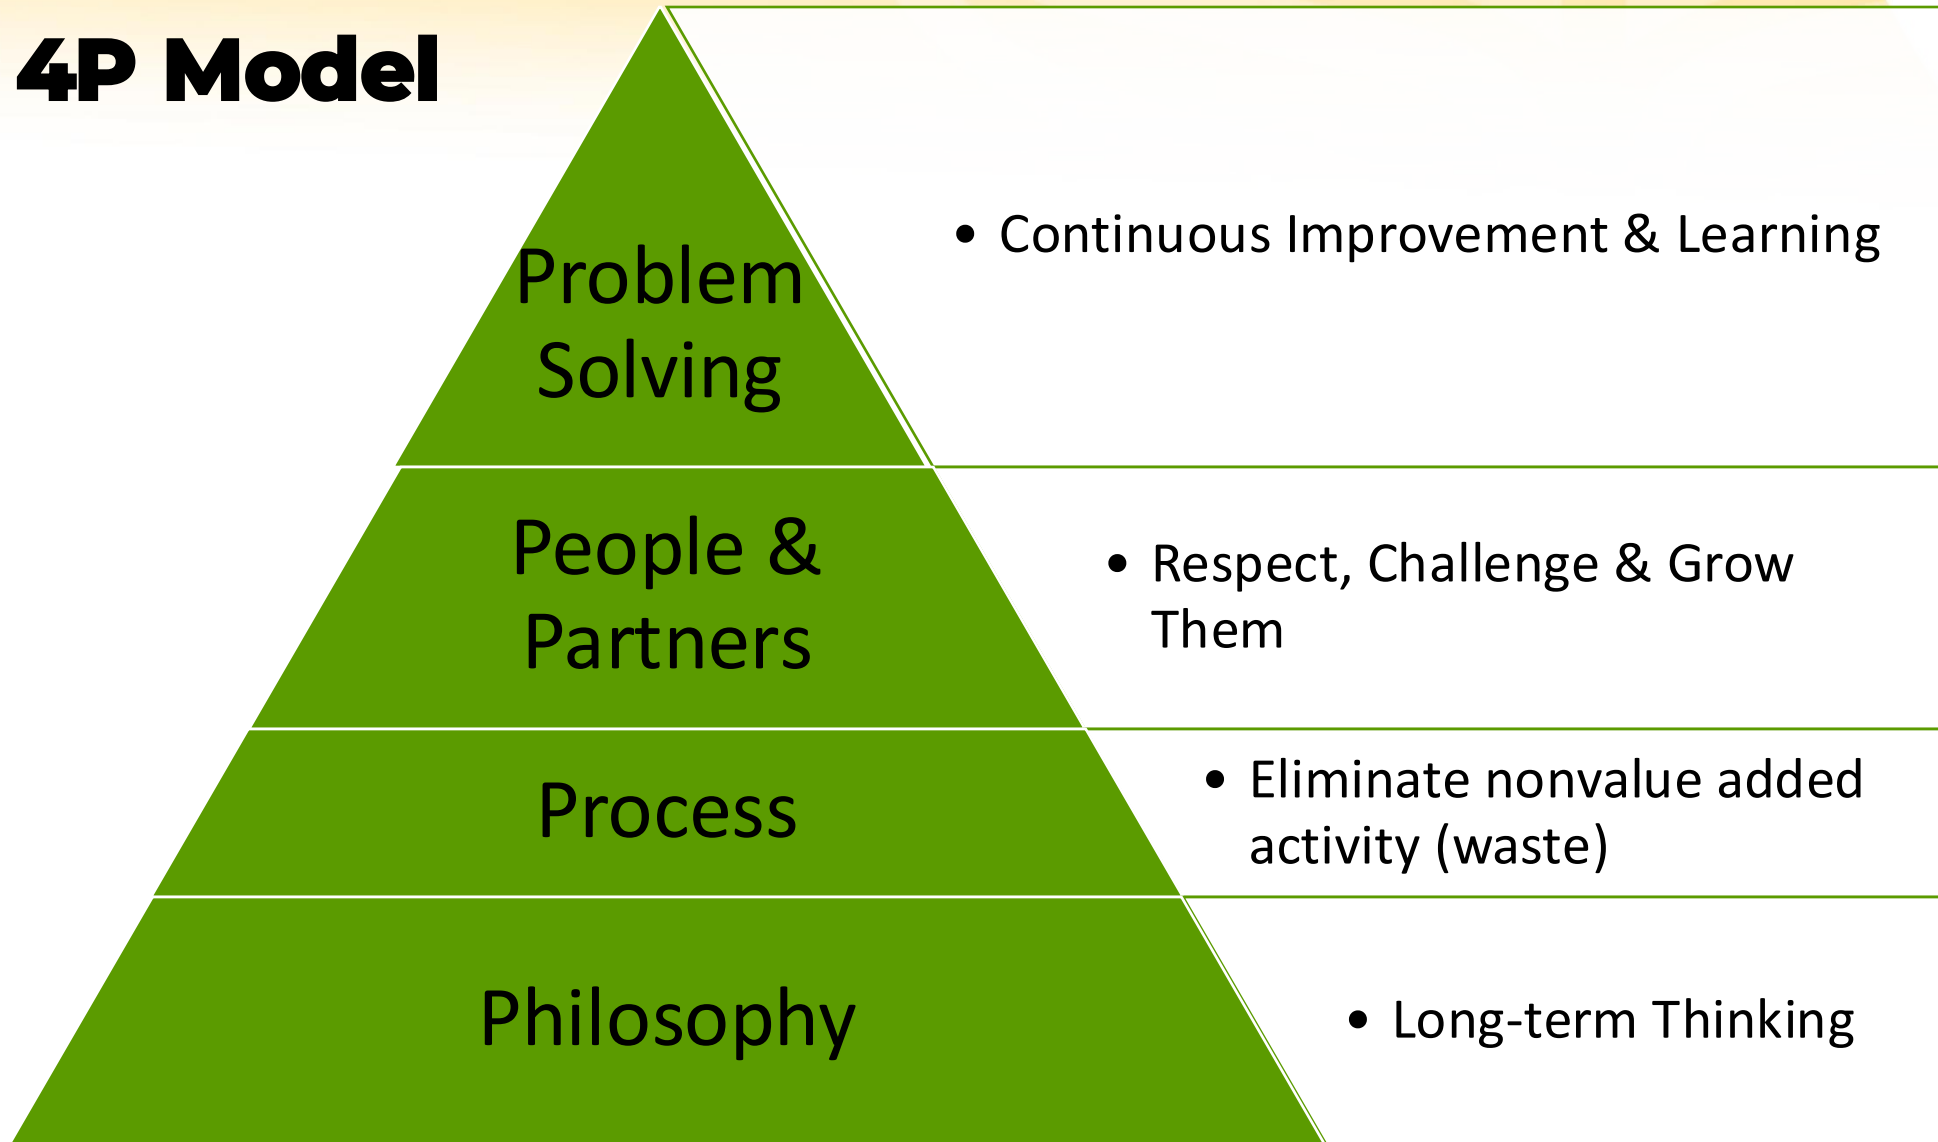 4P Model
Problem
Solving
• Continuous Improvement & Learning
People &
Partners
• Respect, Challenge & Grow
Them
Process
• Eliminate nonvalue added
activity (waste)
Philosophy
• Long-term Thinking